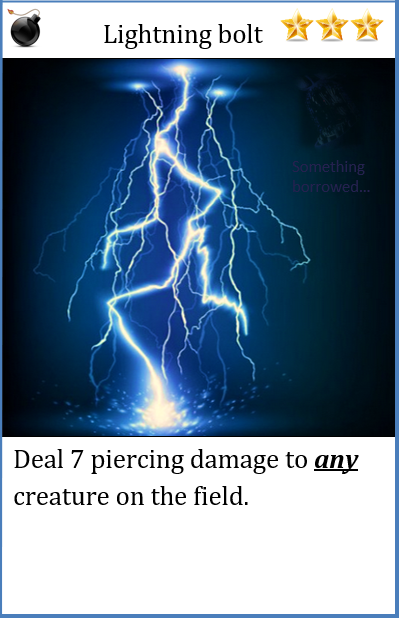 Lightning bolt
Something
borrowed...
Deal 7 piercing damage to any
creature on the field.